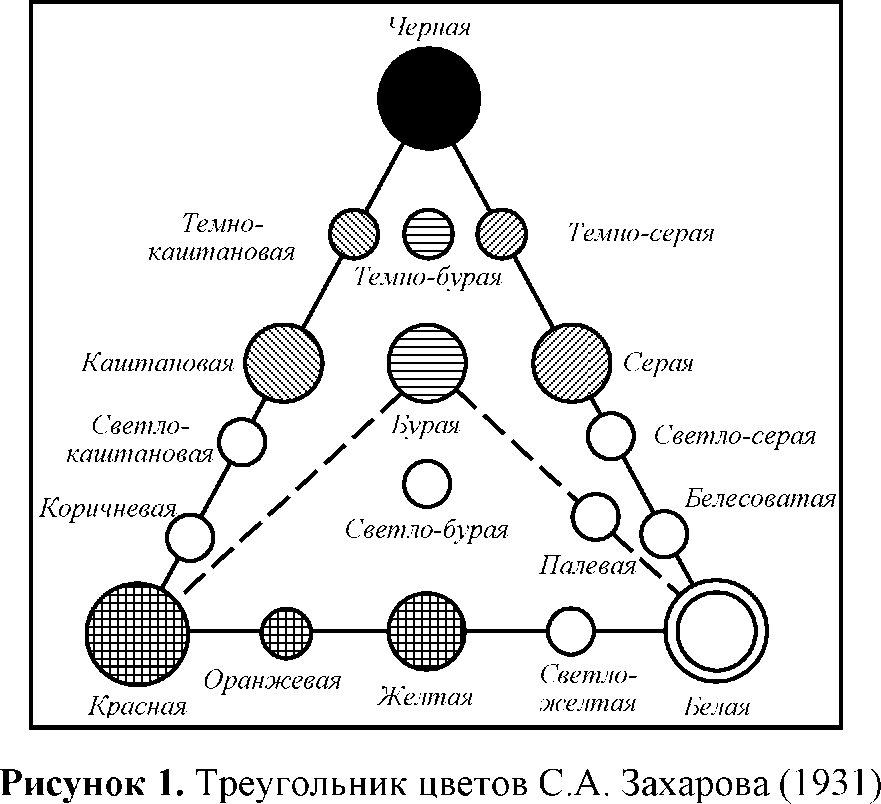 Черная
Темно-
каштановая
Темно-серая
Темно-бурая
Каштановая
Серая
Бурая
Светло-
каштановая
Светло-серая
Белесоватая
Коричневая
Светло-бурая
Палевая
Оранжевая
Желтая
Светло-
желтая
Красная
Белая
Рисунок 1. Треугольник цветов С.А. Захарова (1931)